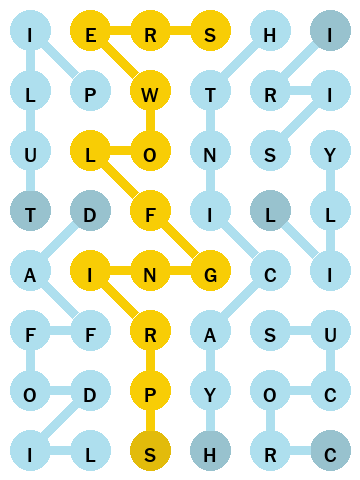 I E R S H I
L P W T R I
U L O N S Y
T D F I L L
A I N G C I
F F R A S U
O D P Y O C
I L S H R C